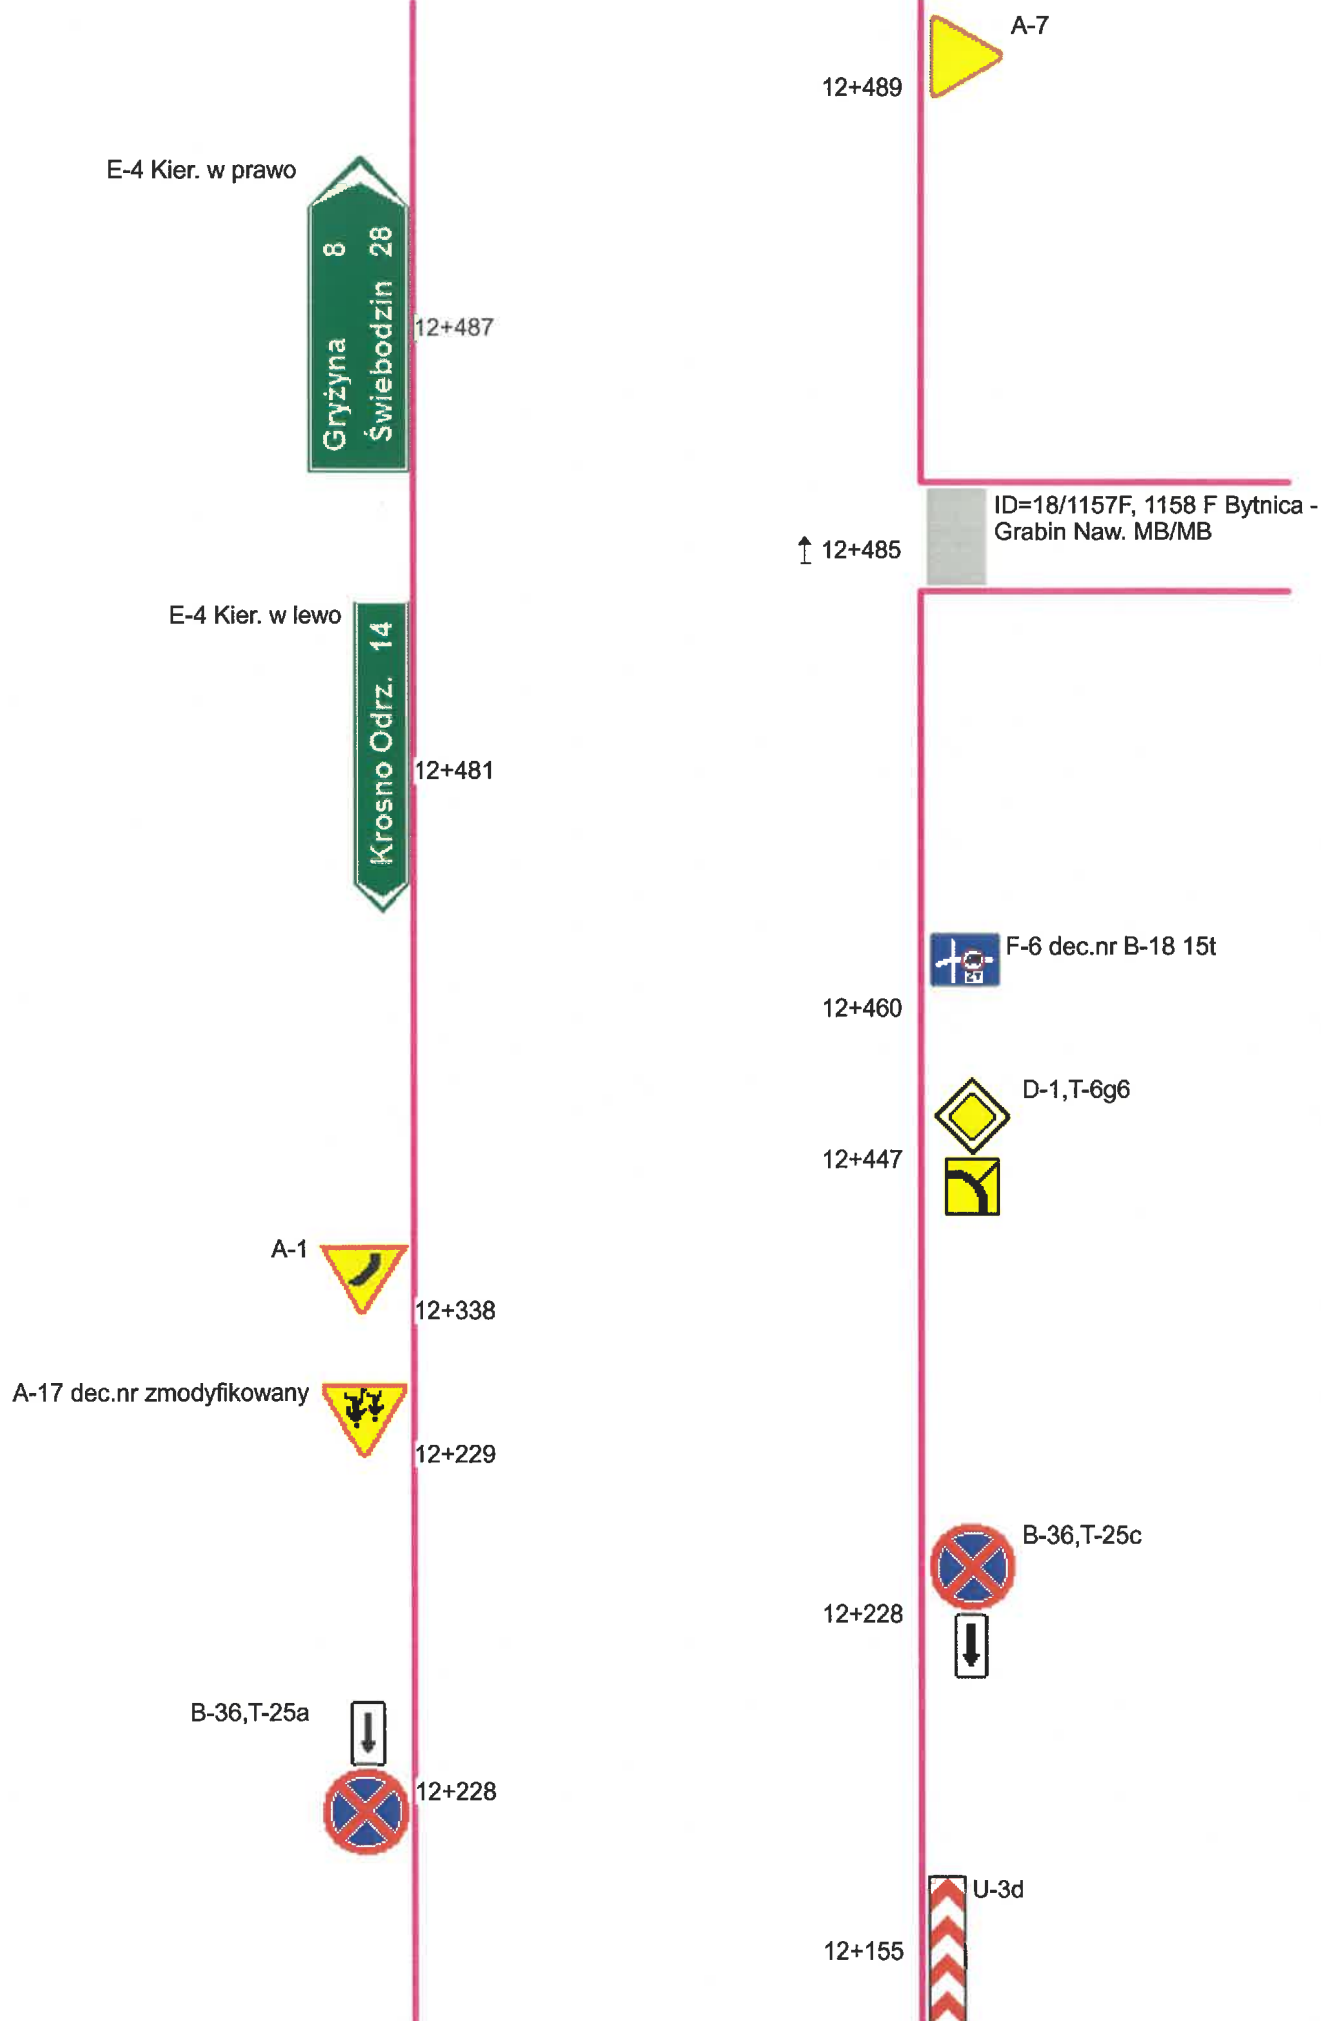 A-7
12+489
E-4 Kier. w prawo
Gryżyna 8
Świebodzin 28
12+487
ID=18/1157F, 1158 F Bytnica -
Grabin Naw. MB/MB
12+485
E-4 Kier. w lewo
Krosno Odrz. 14
12+481
F-6 dec.nr B-18 15t
12+460
D-1,T-6g6
12+447
A-1
12+338
A-17 dec.nr zmodyfikowany
12+229
B-36,T-25c
12+228
B-36,T-25a
12+228
U-3d
12+155